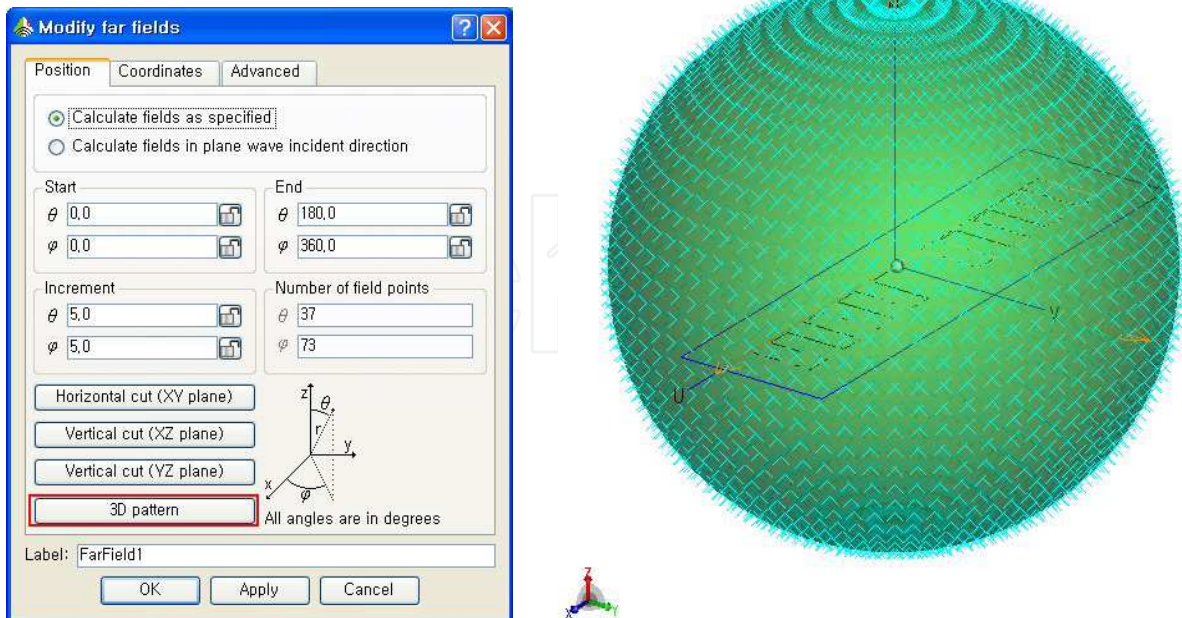 Modify far fields
Position Coordinates Advanced
Calculate fields as specified
Calculate fields in plane wave incident direction
Start
θ 0,0
φ 0,0
End
θ 180,0
φ 360,0
Increment
θ 5,0
φ 5,0
Number of field points
θ 37
φ 73
Horizontal cut (XY plane)
Vertical cut (XZ plane)
Vertical cut (YZ plane)
3D pattern
z
θ
r
y
x
φ
All angles are in degrees
Label: FarField1
OK Apply Cancel
V
U
Z
X
Y